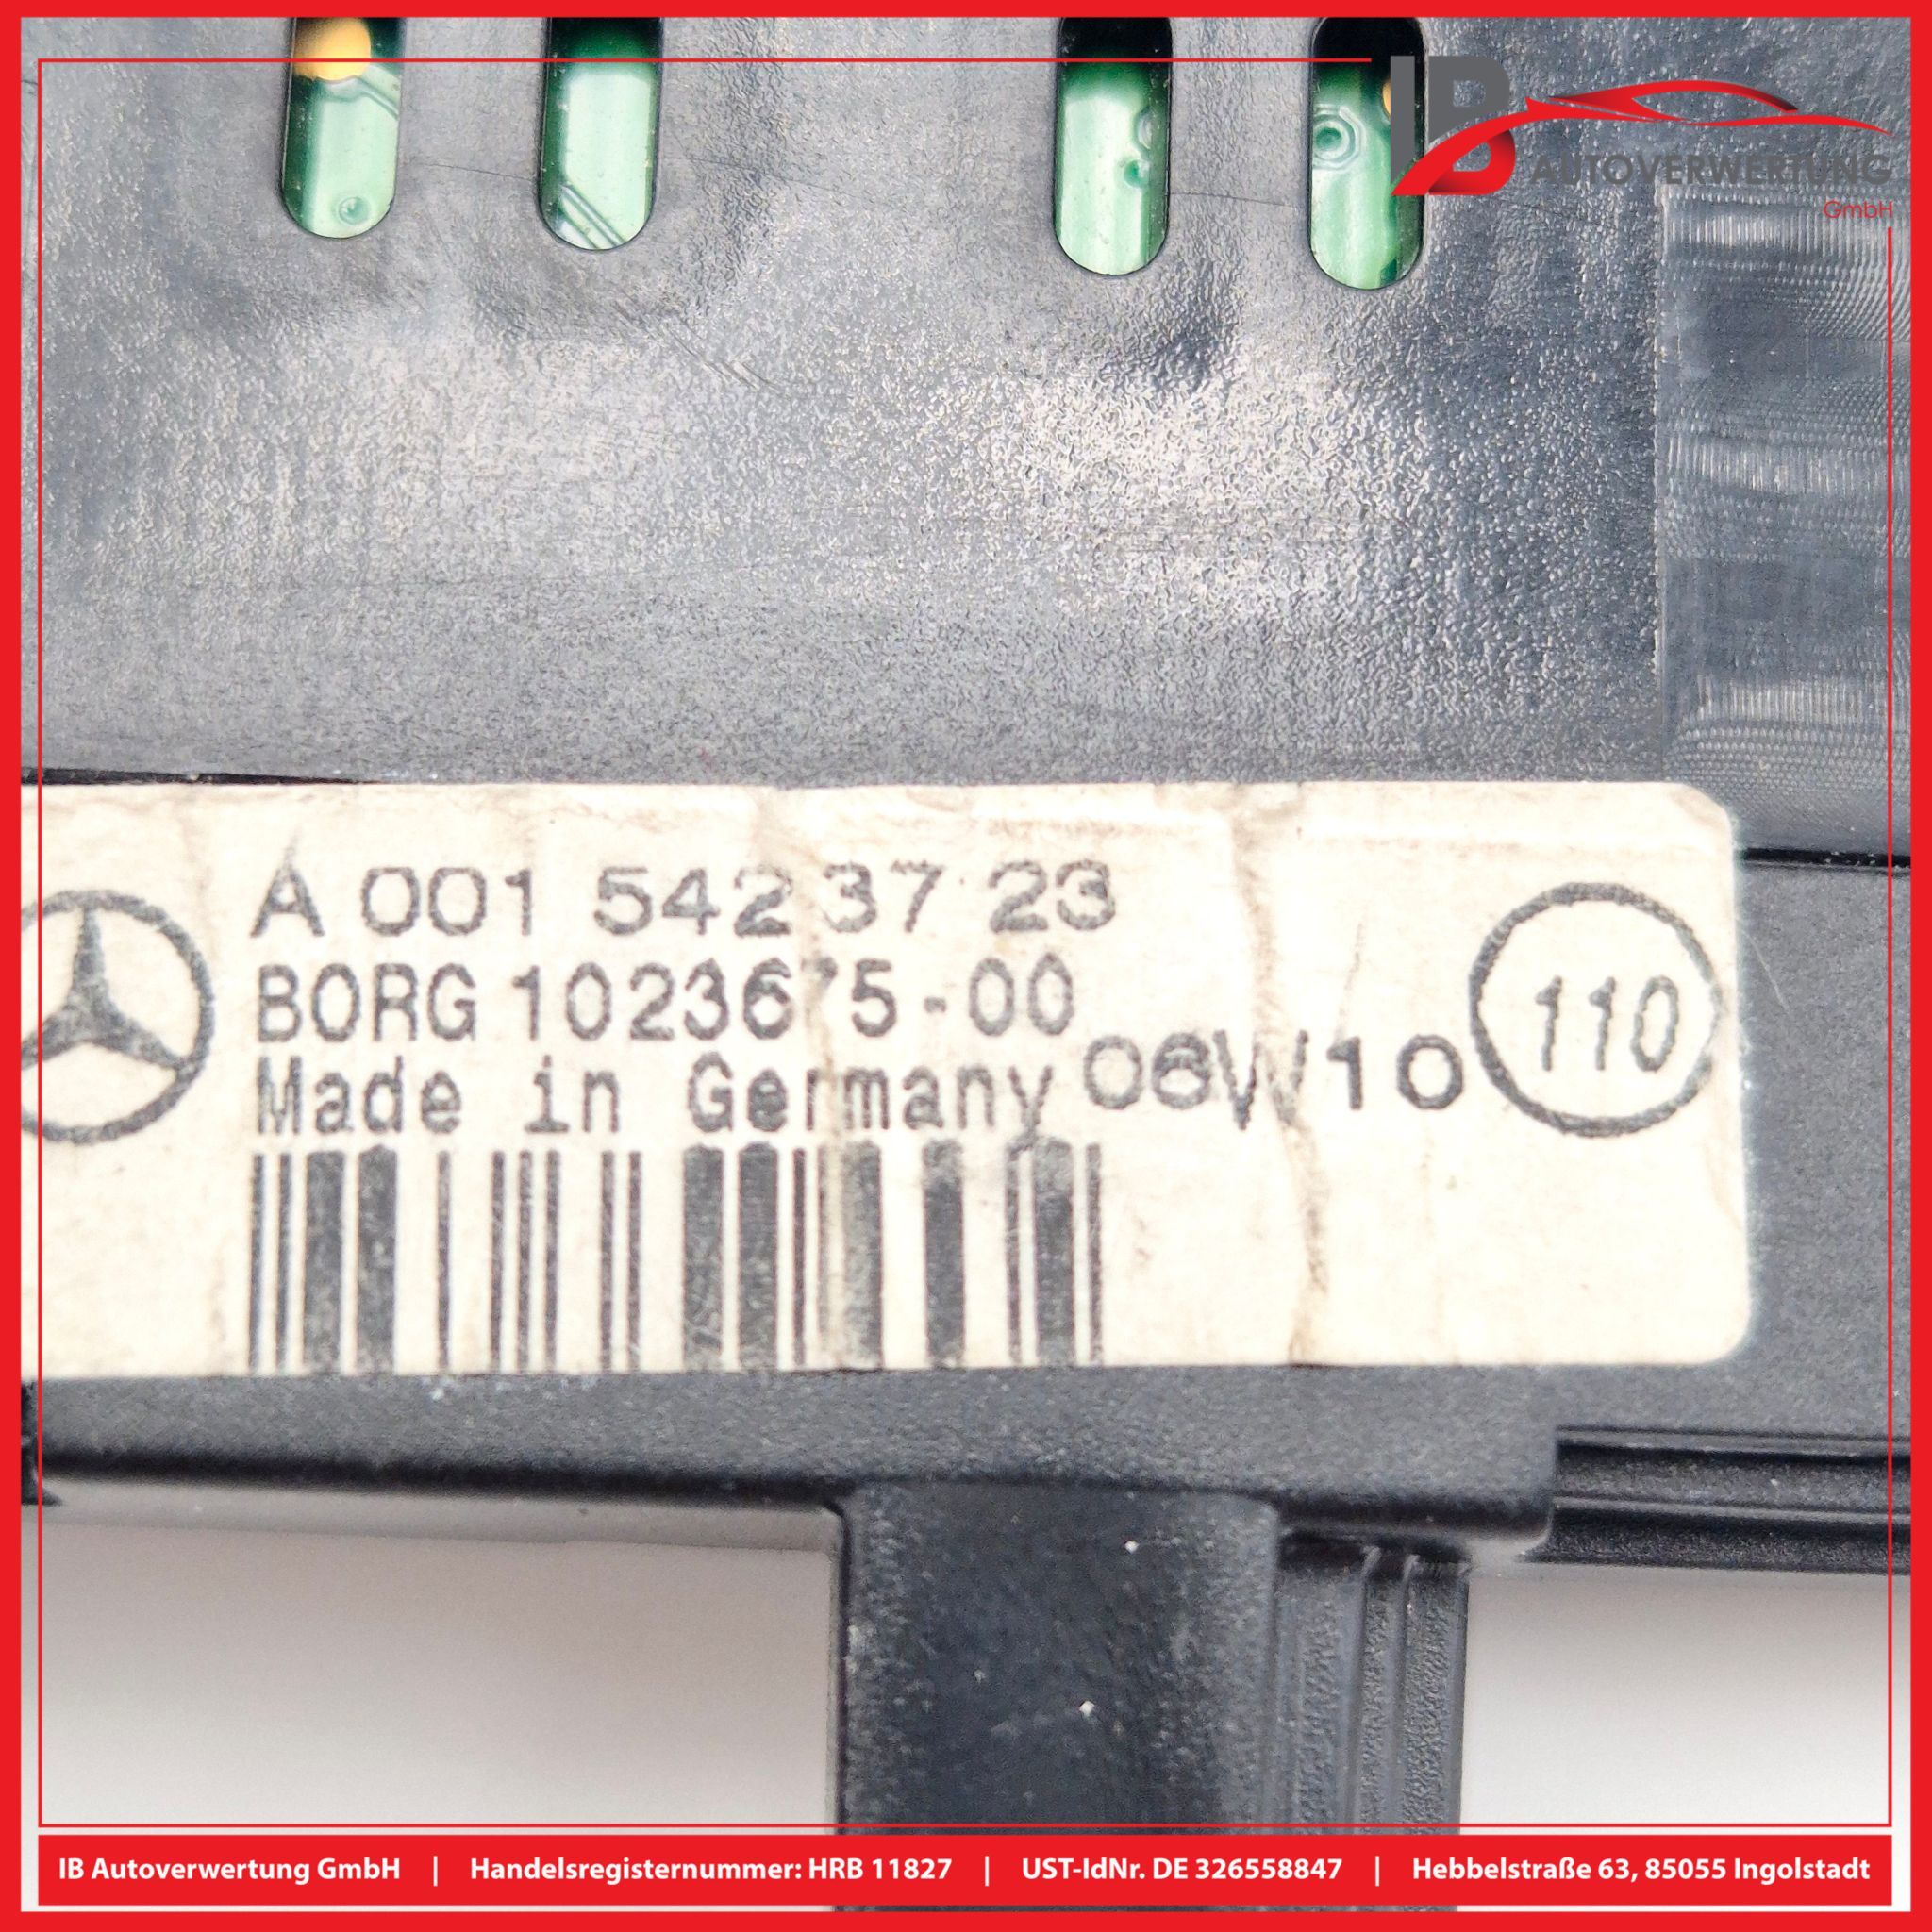 IB
AUTOVERWERTUNG
GmbH
A 001 542 37 23
BORG 1023675-00
Made in Germany 06W10
110
IB Autoverwertung GmbH | Handelsregisternummer: HRB 11827 | UST-IdNr. DE 326558847 | Hebbelstraße 63, 85055 Ingolstadt